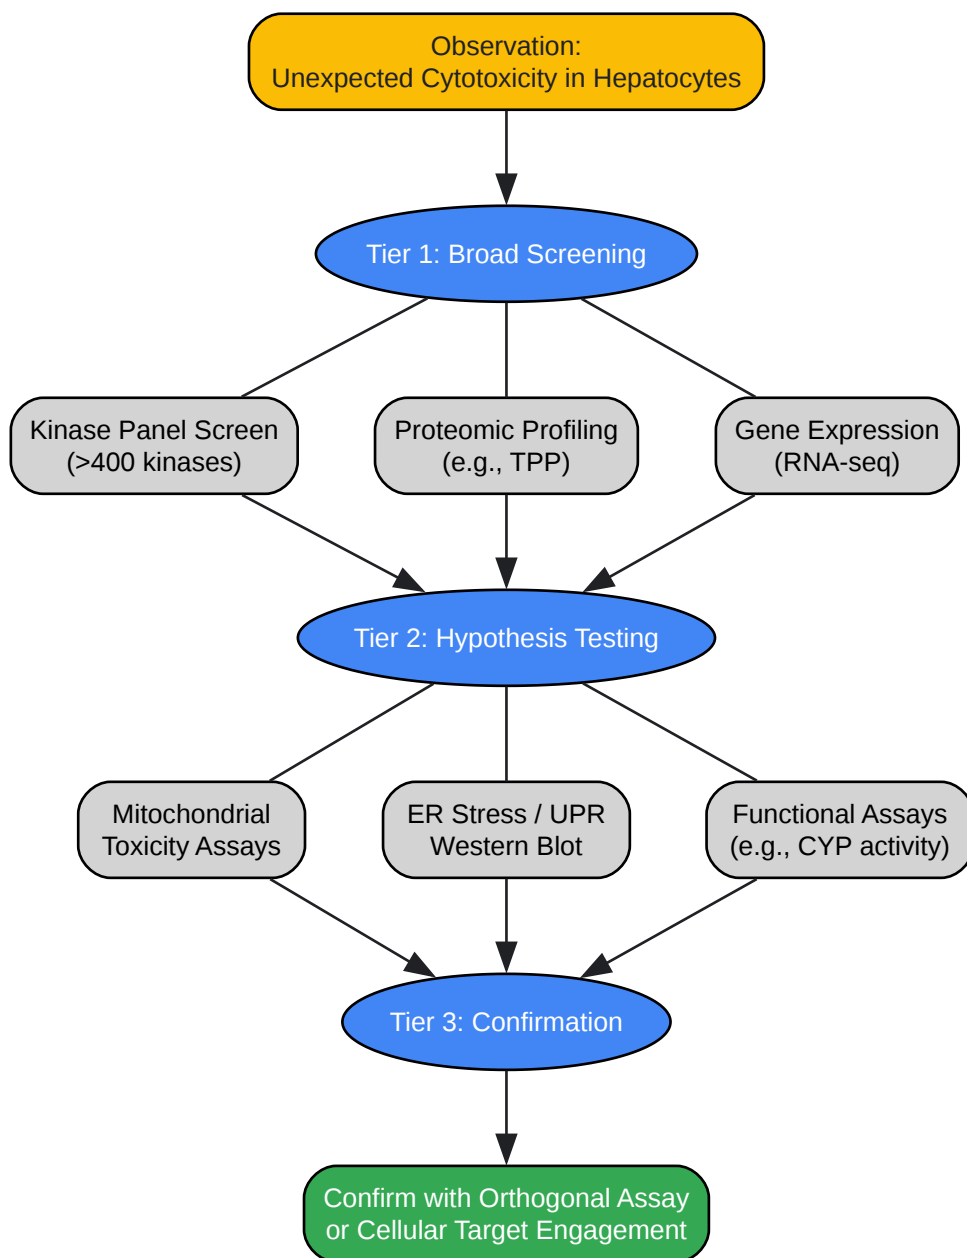 Observation:
Unexpected Cytotoxicity in Hepatocytes
Tier 1: Broad Screening
Kinase Panel Screen
(>400 kinases)
Proteomic Profiling
(e.g., TPP)
Gene Expression
(RNA-seq)
Tier 2: Hypothesis Testing
Mitochondrial
Toxicity Assays
ER Stress / UPR
Western Blot
Functional Assays
(e.g., CYP activity)
Tier 3: Confirmation
Confirm with Orthogonal Assay
or Cellular Target Engagement